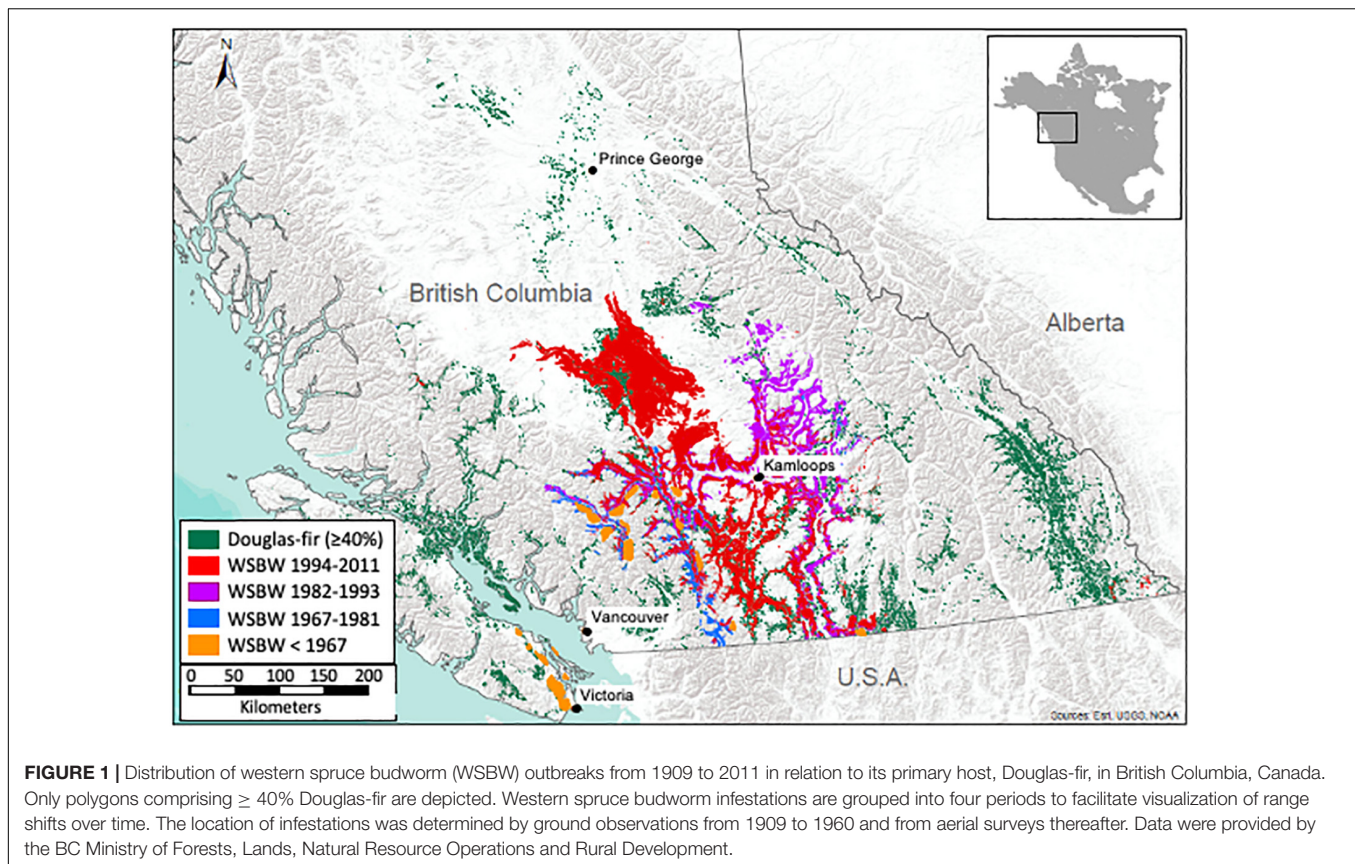 N
Prince George
British Columbia
Alberta
Kamloops
Douglas-fir (≥40%)
WSBW 1994-2011
WSBW 1982-1993
WSBW 1967-1981
WSBW < 1967
0 50 100 150 200
Kilometers
Vancouver
Victoria
U.S.A.
Sources: Esri, USGS, NOAA
FIGURE 1 | Distribution of western spruce budworm (WSBW) outbreaks from 1909 to 2011 in relation to its primary host, Douglas-fir, in British Columbia, Canada.
Only polygons comprising ≥ 40% Douglas-fir are depicted. Western spruce budworm infestations are grouped into four periods to facilitate visualization of range
shifts over time. The location of infestations was determined by ground observations from 1909 to 1960 and from aerial surveys thereafter. Data were provided by
the BC Ministry of Forests, Lands, Natural Resource Operations and Rural Development.